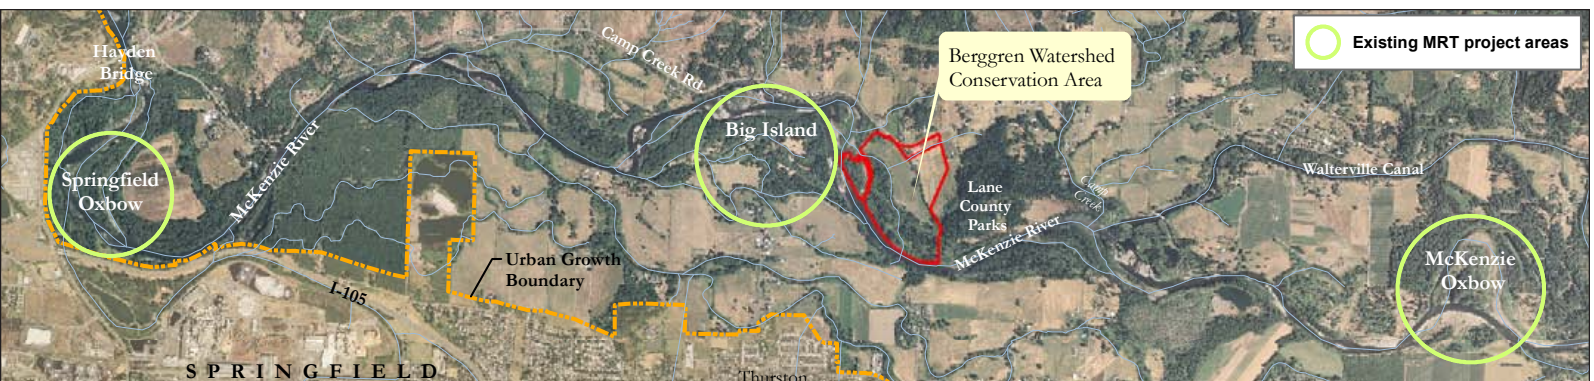 Hayden
Bridge
Camp Creek Rd.
Berggren Watershed
Conservation Area
Existing MRT project areas
Big Island
McKenzie River
Springfield
Oxbow
Walterville Canal
Camp
Creek
Lane
County
Parks
McKenzie River
Urban Growth
Boundary
McKenzie
Oxbow
I-105
SPRINGFIELD
Thurston